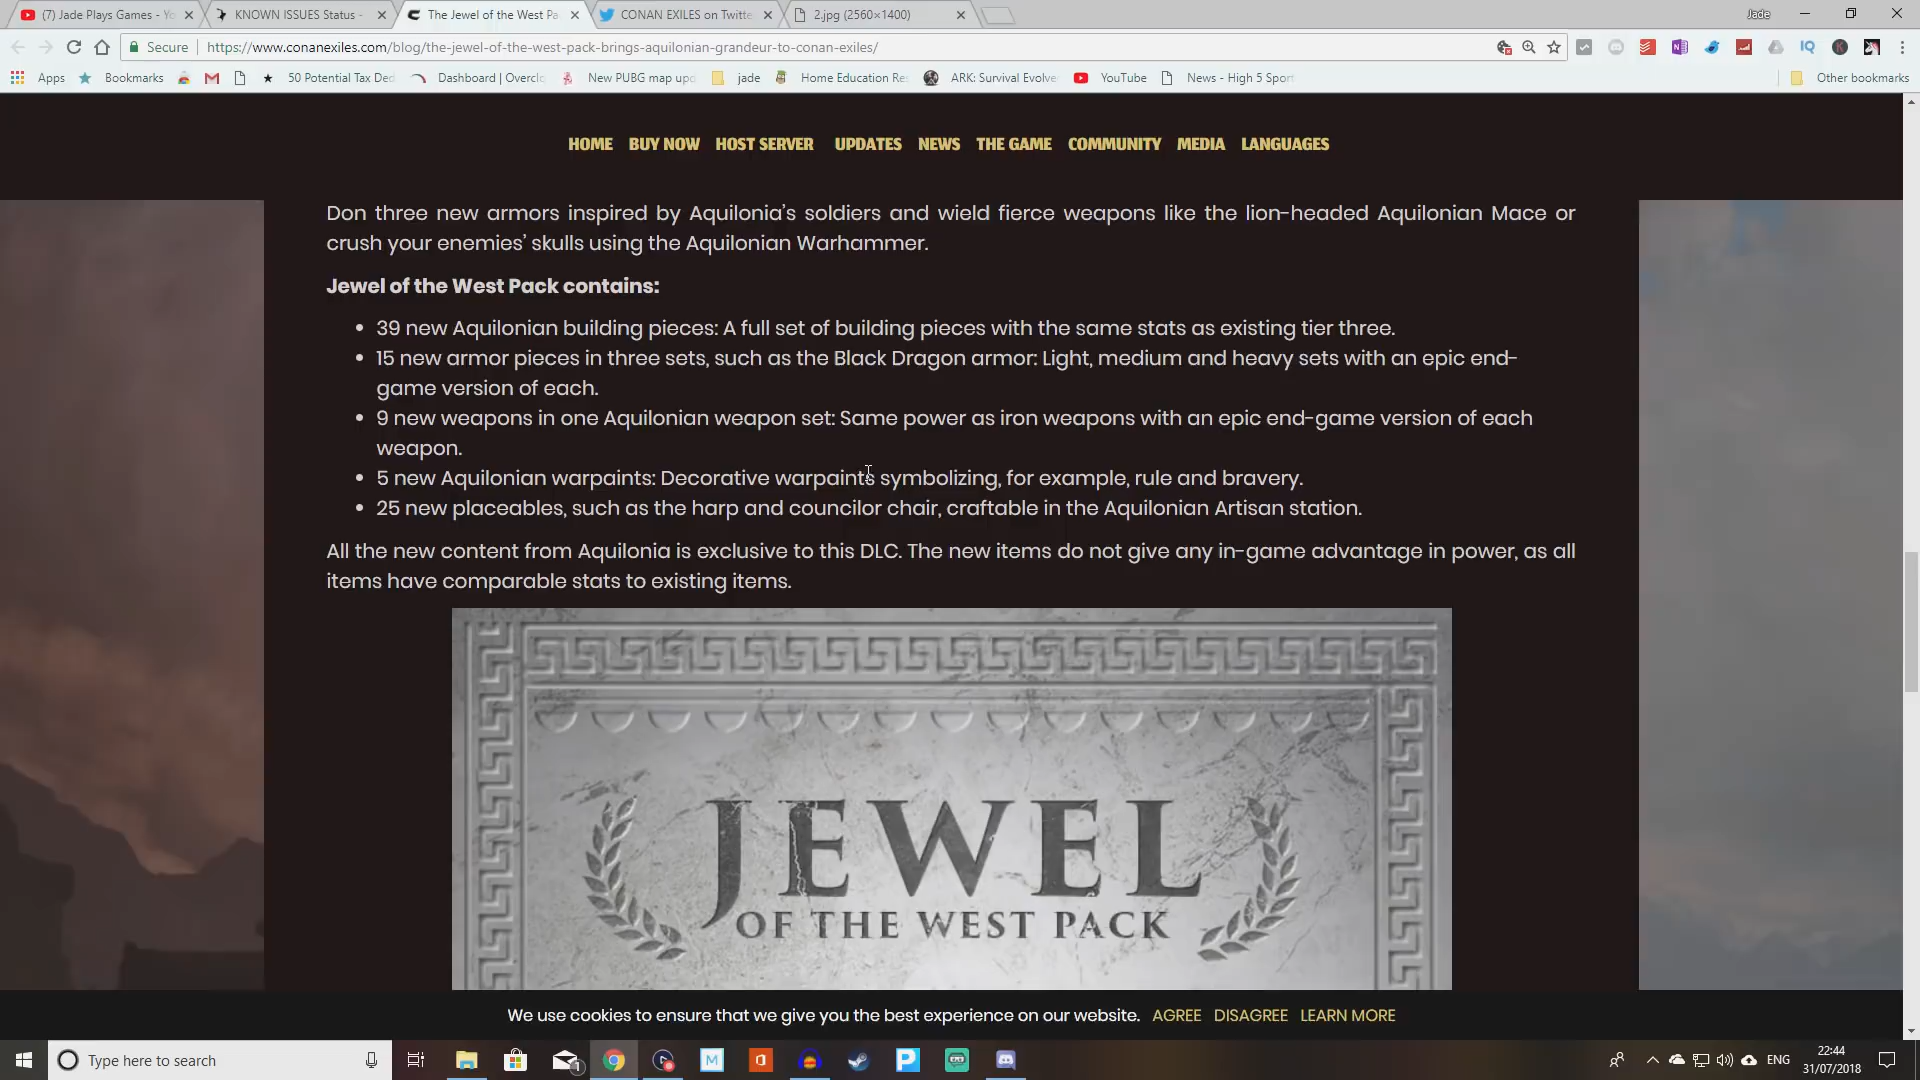 (7) Jade Plays Games - Yo
KNOWN ISSUES Status -
The Jewel of the West Pa
CONAN EXILES on Twitte
2.jpg (2560×1400)
Jade
Secure
https://www.conanexiles.com/blog/the-jewel-of-the-west-pack-brings-aquilonian-grandeur-to-conan-exiles/
Apps
Bookmarks
50 Potential Tax Ded
Dashboard | Overclo
New PUBG map upd
jade
Home Education Re
ARK: Survival Evolve
YouTube
News - High 5 Sport
Other bookmarks
HOME BUY NOW HOST SERVER UPDATES NEWS THE GAME COMMUNITY MEDIA LANGUAGES
Don three new armors inspired by Aquilonia's soldiers and wield fierce weapons like the lion-headed Aquilonian Mace or
crush your enemies' skulls using the Aquilonian Warhammer.
Jewel of the West Pack contains:
• 39 new Aquilonian building pieces: A full set of building pieces with the same stats as existing tier three.
• 15 new armor pieces in three sets, such as the Black Dragon armor: Light, medium and heavy sets with an epic end-
game version of each.
• 9 new weapons in one Aquilonian weapon set: Same power as iron weapons with an epic end-game version of each
weapon.
• 5 new Aquilonian warpaints: Decorative warpaints symbolizing, for example, rule and bravery.
• 25 new placeables, such as the harp and councilor chair, craftable in the Aquilonian Artisan station.
All the new content from Aquilonia is exclusive to this DLC. The new items do not give any in-game advantage in power, as all
items have comparable stats to existing items.
JEWEL
OF THE WEST PACK
We use cookies to ensure that we give you the best experience on our website. AGREE DISAGREE LEARN MORE
Type here to search
ENG
22:44
31/07/2018